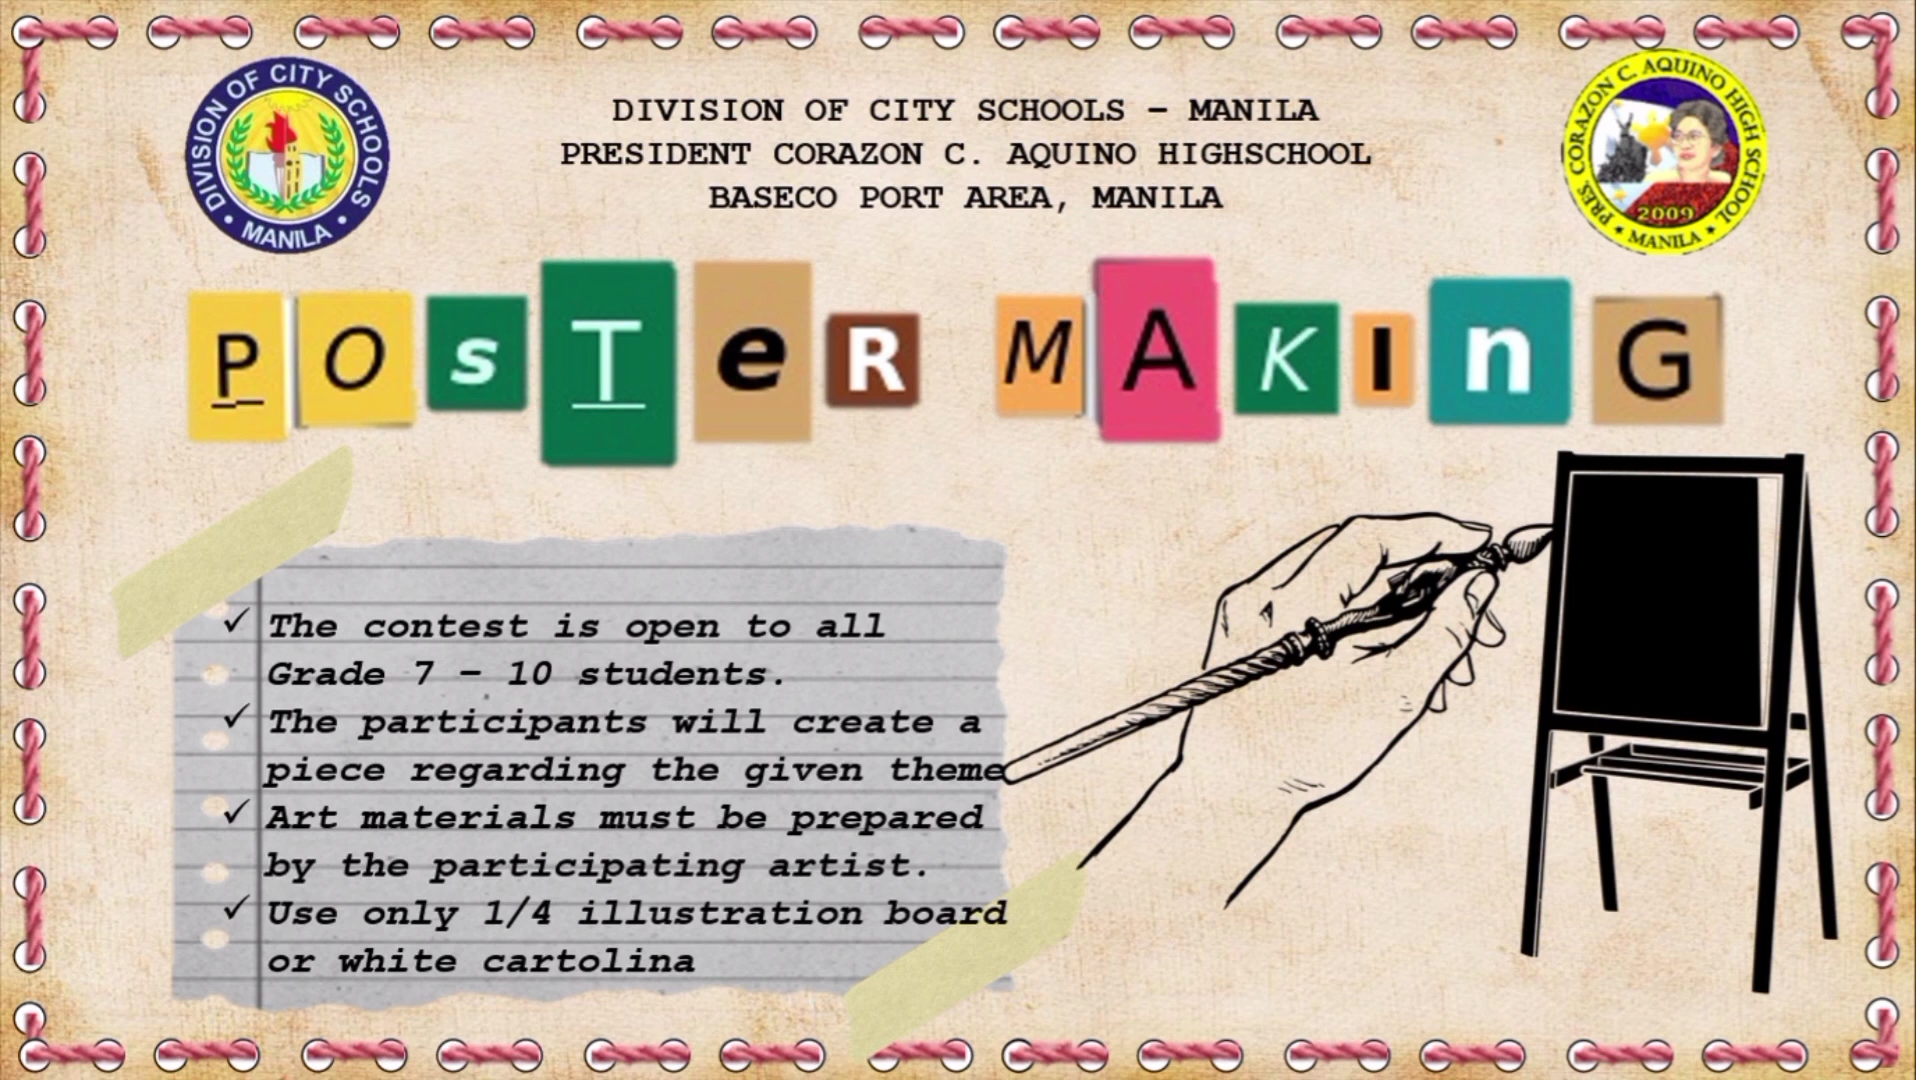 DIVISION OF CITY SCHOOLS
MANILA
DIVISION OF CITY SCHOOLS – MANILA
PRESIDENT CORAZON C. AQUINO HIGHSCHOOL
BASECO PORT AREA, MANILA
PRES. CORAZON C. AQUINO HIGH SCHOOL
2009
MANILA
POsTeR MAKInG
✓ The contest is open to all
Grade 7 – 10 students.
✓ The participants will create a
piece regarding the given theme
✓ Art materials must be prepared
by the participating artist.
✓ Use only 1/4 illustration board
or white cartolina